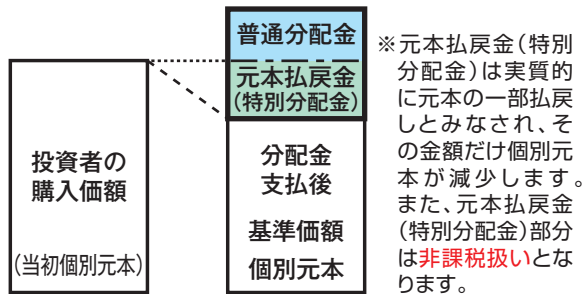 投資者の
購入価額
(当初個別元本)
普通分配金
元本払戻金
(特別分配金)
分配金
支払後
基準価額
個別元本
※元本払戻金(特別
分配金)は実質的
に元本の一部払戻
しとみなされ、そ
の金額だけ個別元
本が減少します。
また、元本払戻金
(特別分配金)部分
は非課税扱いとな
ります。